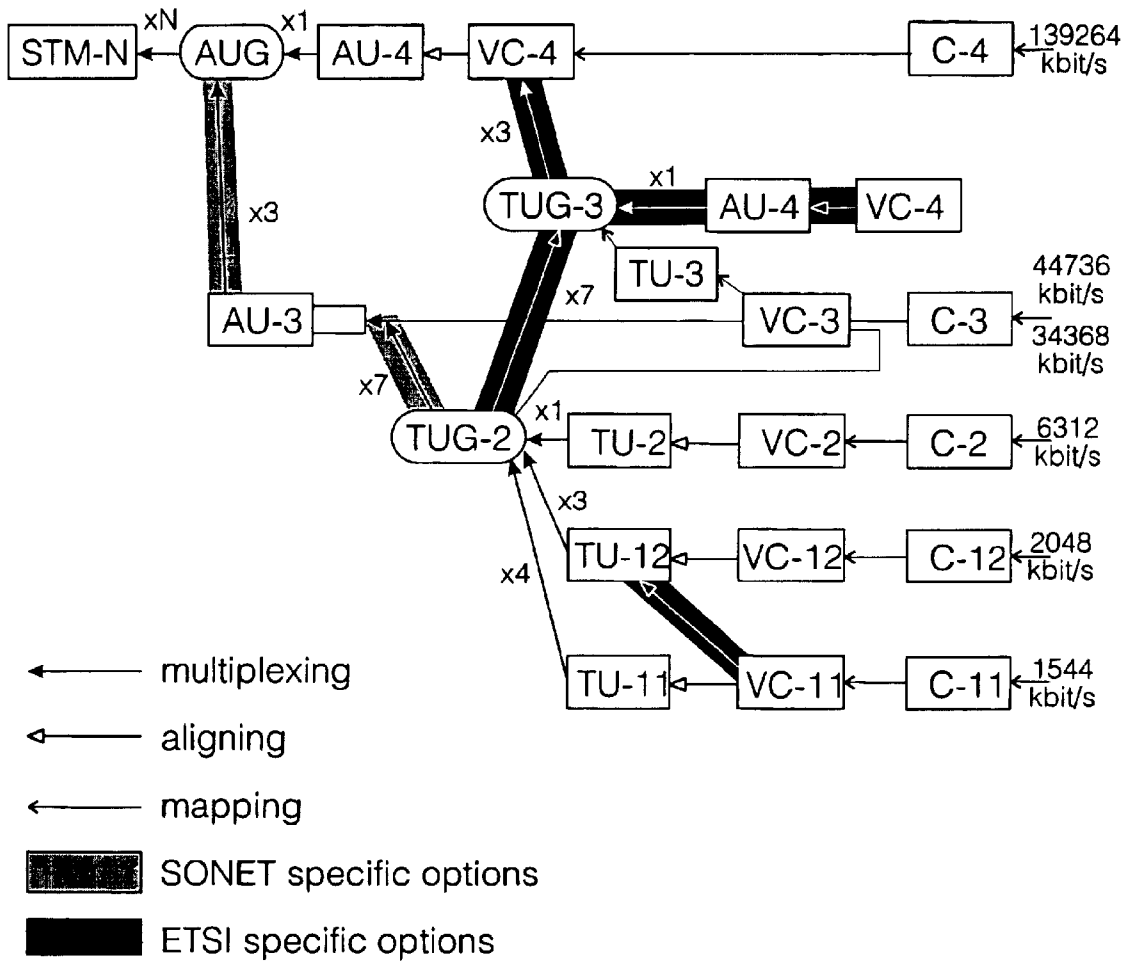 xN x1
STM-N AUG AU-4 VC-4 C-4 139264
kbit/s
x3
x1
TUG-3 AU-4 VC-4
x3
TU-3
x7
44736
kbit/s
AU-3 VC-3 C-3
34368
kbit/s
x7
x1
TUG-2 TU-2 VC-2 C-2 6312
kbit/s
x3
TU-12 VC-12 C-12 2048
kbit/s
x4
TU-11 VC-11 C-11 1544
kbit/s
multiplexing
aligning
mapping
SONET specific options
ETSI specific options